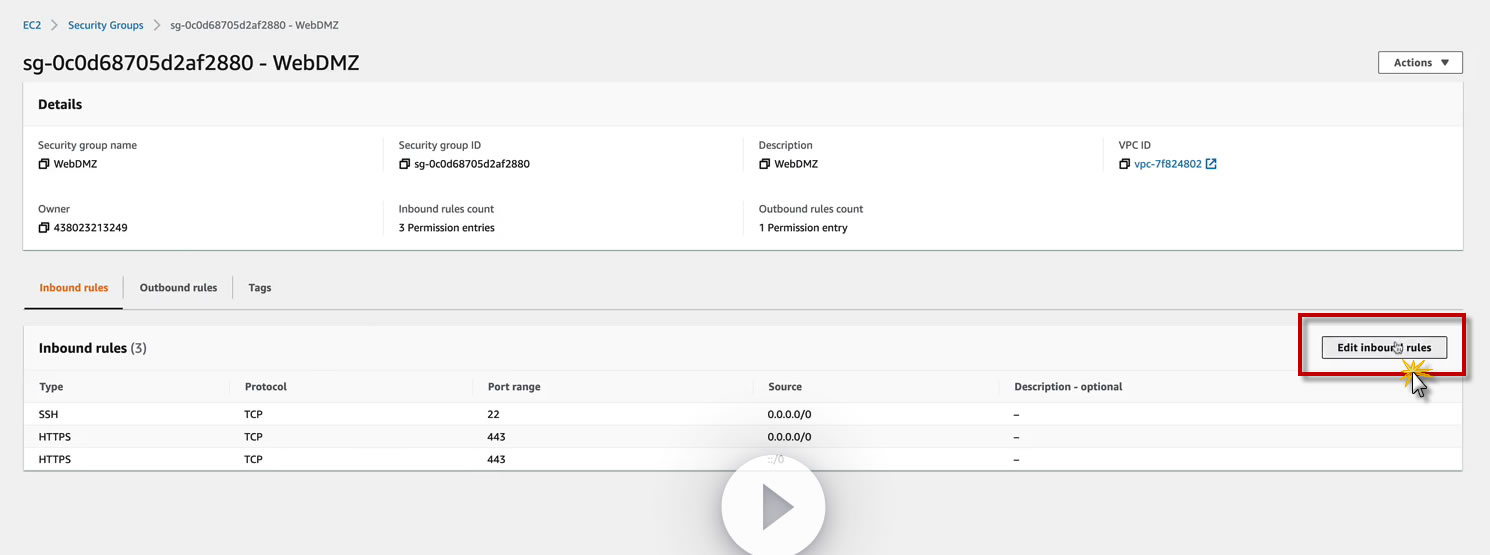 EC2 > Security Groups > sg-0c0d68705d2af2880 - WebDMZ
sg-0c0d68705d2af2880 - WebDMZ
Actions ▼
Details
Security group name Security group ID Description VPC ID
WebDMZ sg-0c0d68705d2af2880 WebDMZ vpc-7f824802
Owner Inbound rules count Outbound rules count
438023213249 3 Permission entries 1 Permission entry
Inbound rules Outbound rules Tags
Inbound rules (3) Edit inbound rules
Type Protocol Port range Source Description - optional
SSH TCP 22 0.0.0.0/0 –
HTTPS TCP 443 0.0.0.0/0 –
HTTPS TCP 443 ::/0 –